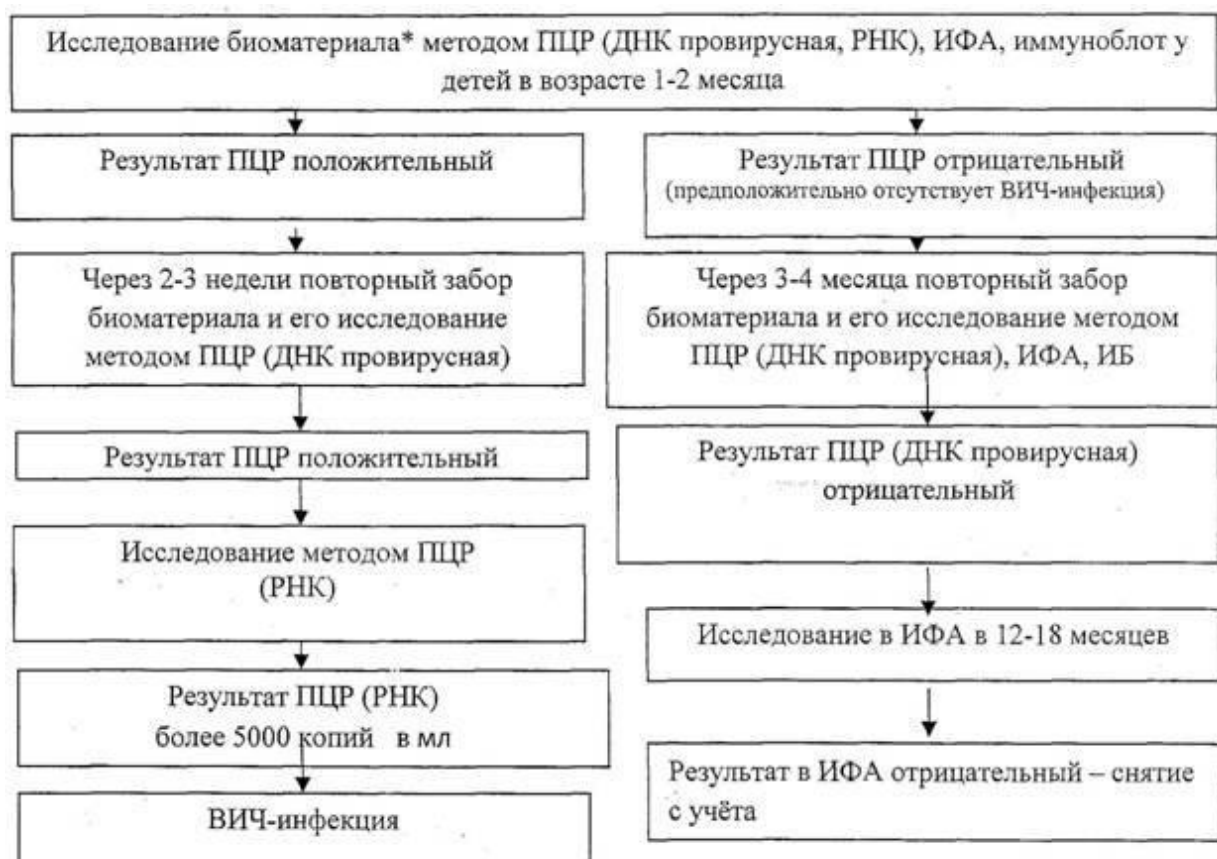 Исследование биоматериала* методом ПЦР (ДНК провирусная, РНК), ИФА, иммуноблот у
детей в возрасте 1-2 месяца
Результат ПЦР положительный
Через 2-3 недели повторный забор
биоматериала и его исследование
методом ПЦР (ДНК провирусная)
Результат ПЦР положительный
Исследование методом ПЦР
(РНК)
Результат ПЦР (РНК)
более 5000 копий в мл
ВИЧ-инфекция
Результат ПЦР отрицательный
(предположительно отсутствует ВИЧ-инфекция)
Через 3-4 месяца повторный забор
биоматериала и его исследование методом
ПЦР (ДНК провирусная), ИФА, ИБ
Результат ПЦР (ДНК провирусная)
отрицательный
Исследование в ИФА в 12-18 месяцев
Результат в ИФА отрицательный – снятие
с учёта